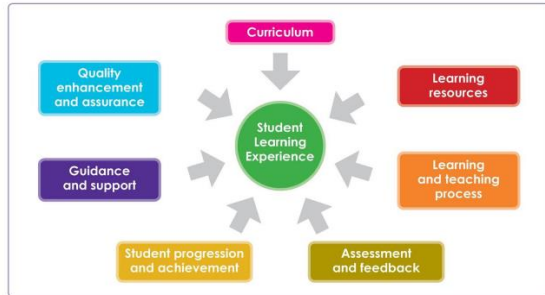 Curriculum
Quality
enhancement
and assurance
Learning
resources
Student
Learning
Experience
Guidance
and support
Learning
and teaching
process
Student progression
and achievement
Assessment
and feedback